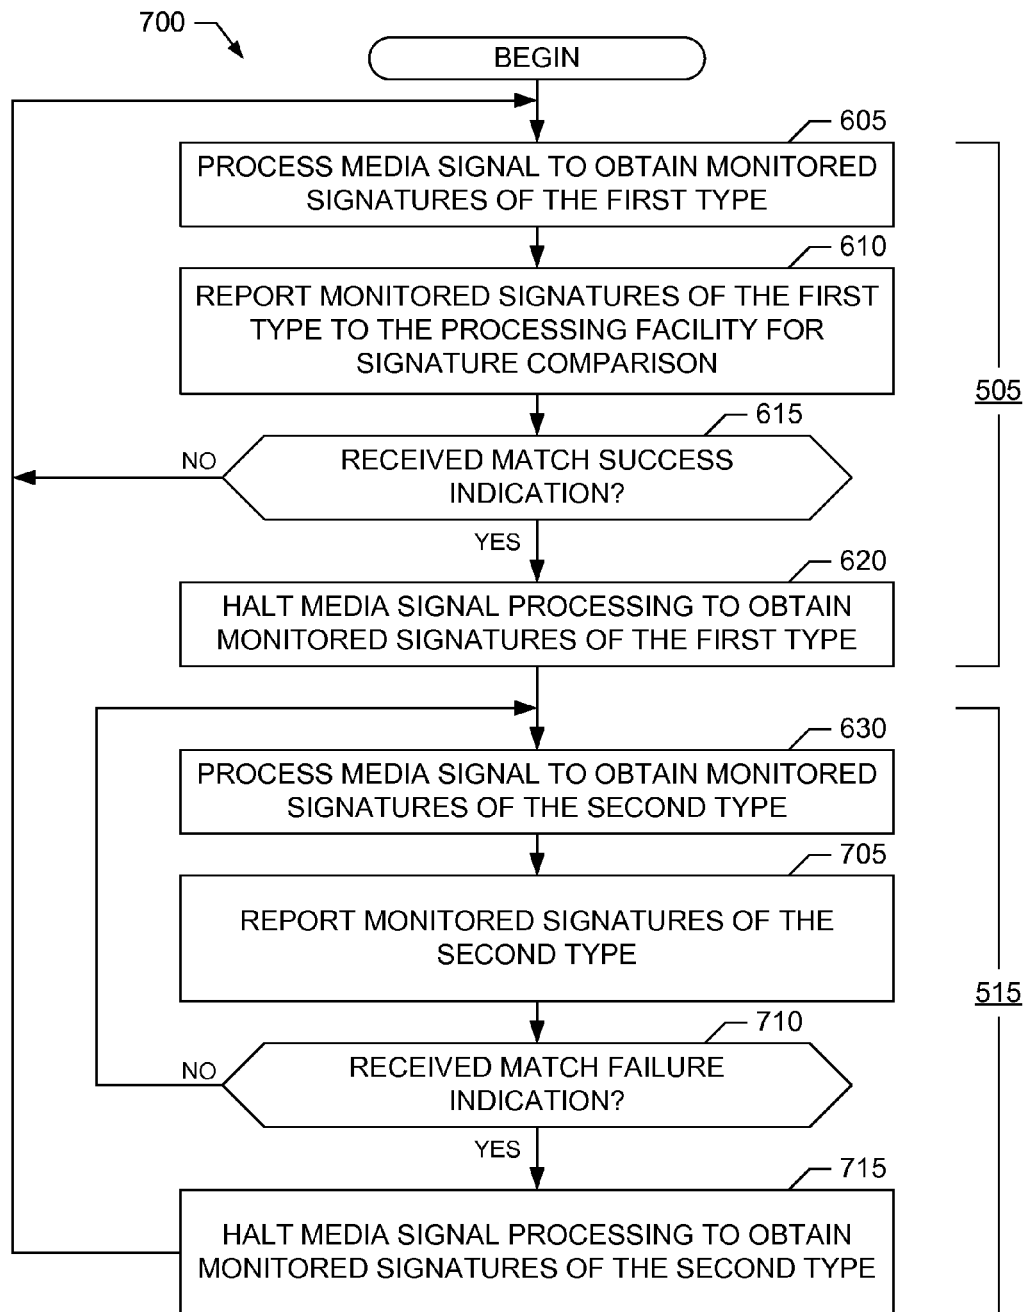 700
BEGIN
605
PROCESS MEDIA SIGNAL TO OBTAIN MONITORED
SIGNATURES OF THE FIRST TYPE
610
REPORT MONITORED SIGNATURES OF THE FIRST
TYPE TO THE PROCESSING FACILITY FOR
SIGNATURE COMPARISON
505
615
RECEIVED MATCH SUCCESS
INDICATION?
NO
YES
620
HALT MEDIA SIGNAL PROCESSING TO OBTAIN
MONITORED SIGNATURES OF THE FIRST TYPE
630
PROCESS MEDIA SIGNAL TO OBTAIN MONITORED
SIGNATURES OF THE SECOND TYPE
705
REPORT MONITORED SIGNATURES OF THE
SECOND TYPE
515
710
RECEIVED MATCH FAILURE
INDICATION?
NO
YES
715
HALT MEDIA SIGNAL PROCESSING TO OBTAIN
MONITORED SIGNATURES OF THE SECOND TYPE